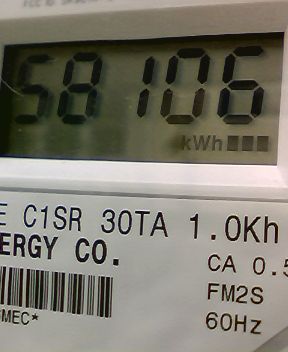 58106
kWh
E C1SR 30TA 1.0Kh
ERGY CO.
CA 0.5
FM2S
MEC*
60Hz